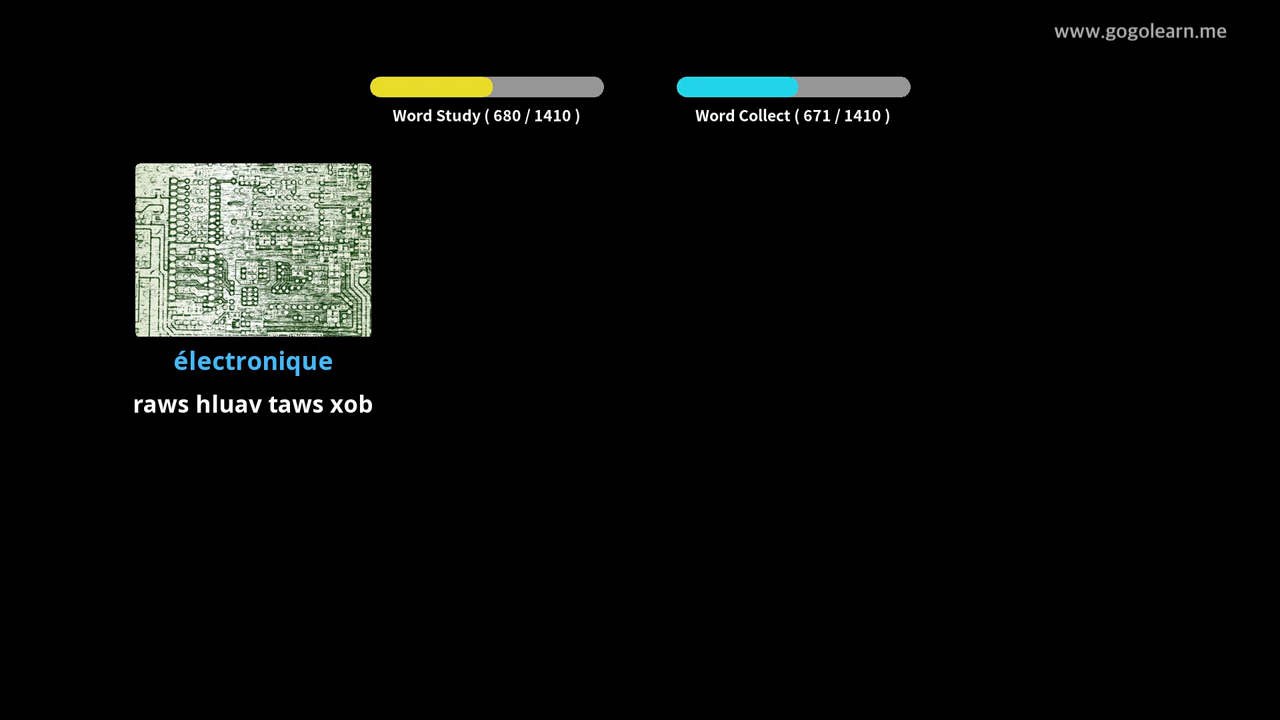 www.gogolearn.me
Word Study ( 680 / 1410 )
Word Collect ( 671 / 1410 )
électronique
raws hluav taws xob